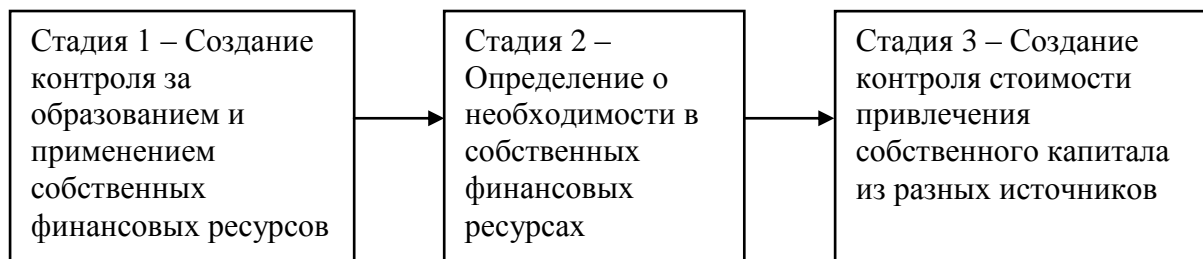 Стадия 1 – Создание
контроля за
образованием и
применением
собственных
финансовых ресурсов
Стадия 2 –
Определение о
необходимости в
собственных
финансовых
ресурсах
Стадия 3 – Создание
контроля стоимости
привлечения
собственного капитала
из разных источников